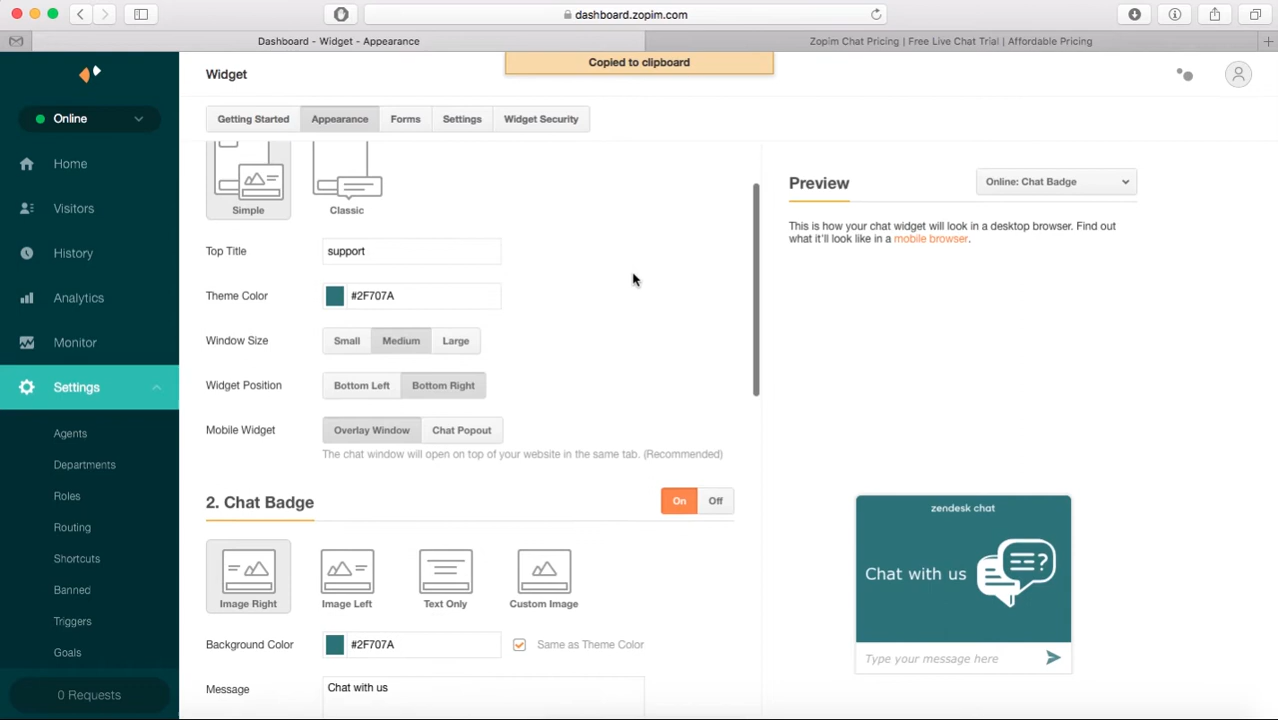 dashboard.zopim.com
Dashboard - Widget - Appearance
Zopim Chat Pricing | Free Live Chat Trial | Affordable Pricing
Copied to clipboard
Widget
Online
Getting Started
Appearance
Forms
Settings
Widget Security
Home
Visitors
History
Analytics
Monitor
Settings
Agents
Departments
Roles
Routing
Shortcuts
Banned
Triggers
Goals
0 Requests
Simple
Classic
Top Title
support
Theme Color
#2F707A
Window Size
Small
Medium
Large
Widget Position
Bottom Left
Bottom Right
Mobile Widget
Overlay Window
Chat Popout
The chat window will open on top of your website in the same tab. (Recommended)
2. Chat Badge
On
Off
Image Right
Image Left
Text Only
Custom Image
Background Color
#2F707A
Same as Theme Color
Message
Chat with us
Preview
Online: Chat Badge
This is how your chat widget will look in a desktop browser. Find out
what it'll look like in a mobile browser.
zendesk chat
Chat with us
?
Type your message here